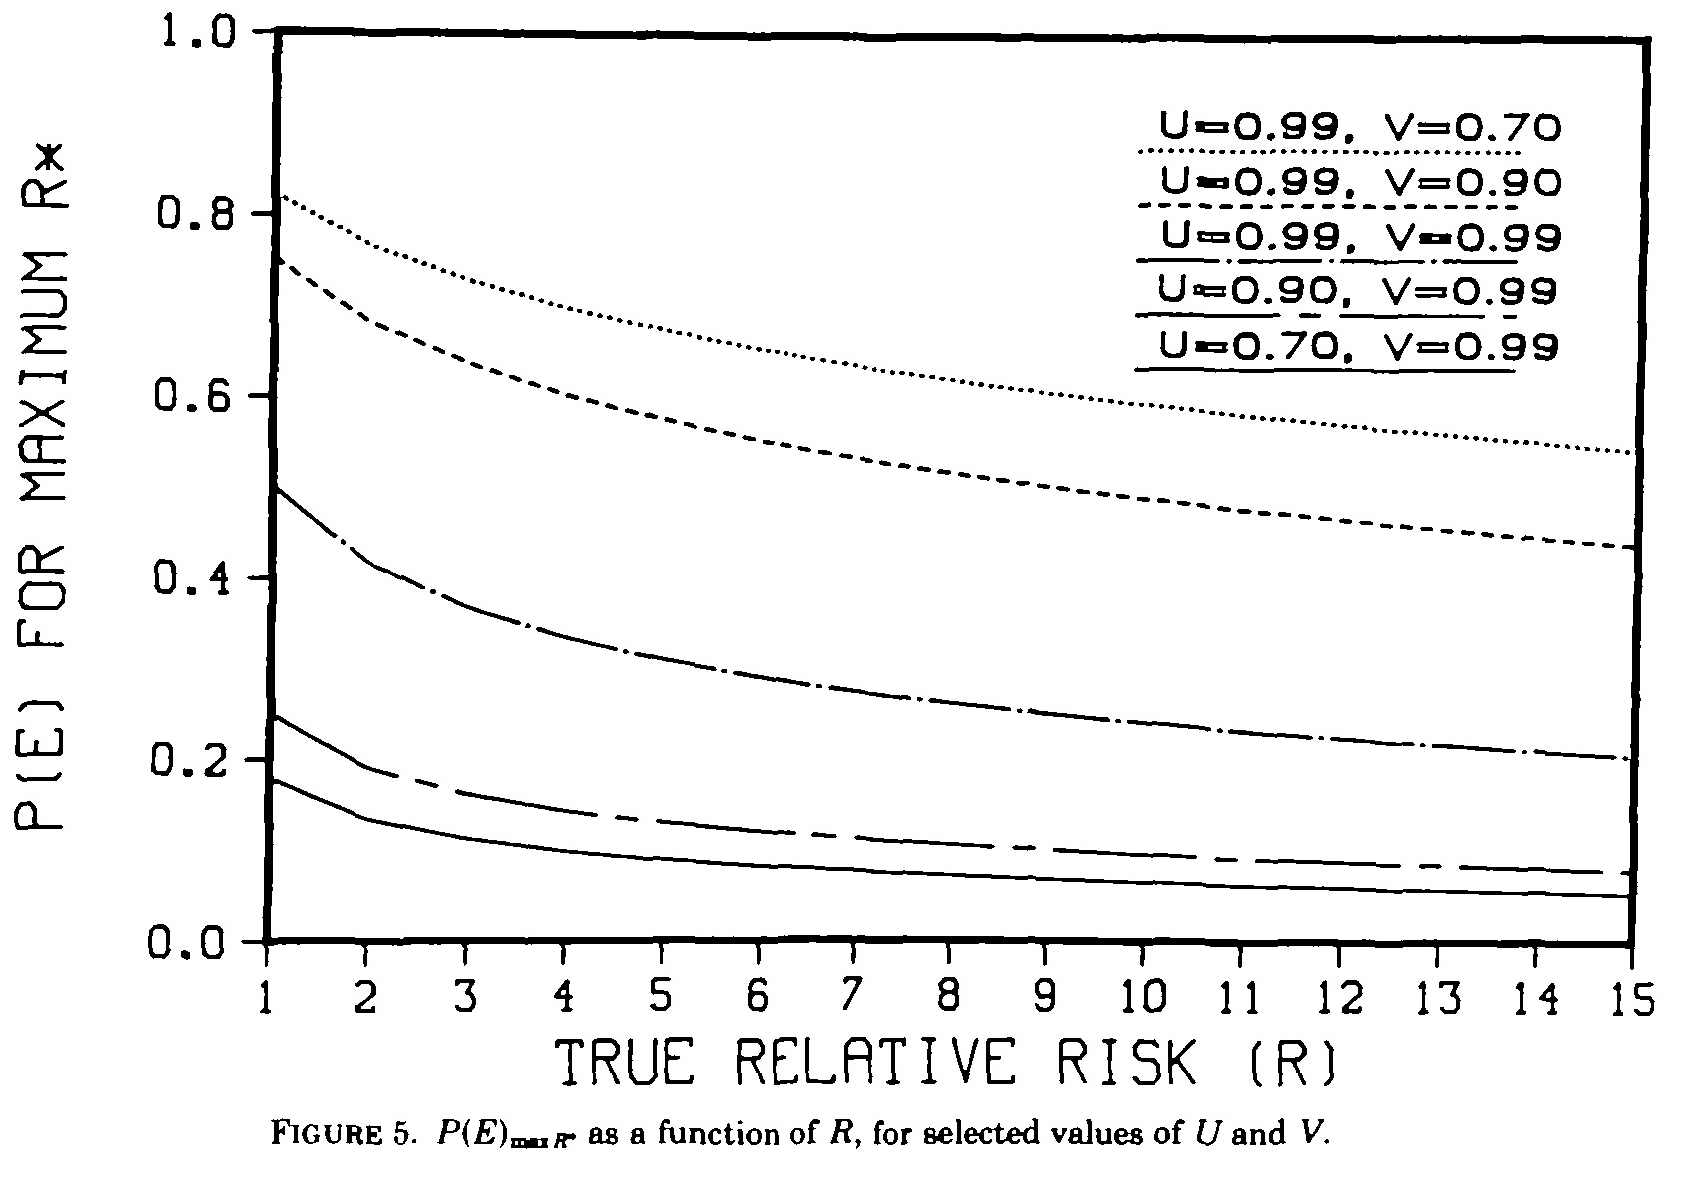 P(E) FOR MAXIMUM R*
1.0
0.8
0.6
0.4
0.2
0.0
U=0.99, V=0.70
U=0.99, V=0.90
U=0.99, V=0.99
U=0.90, V=0.99
U=0.70, V=0.99
1 2 3 4 5 6 7 8 9 10 11 12 13 14 15
TRUE RELATIVE RISK (R)
FIGURE 5. P(E)max R* as a function of R, for selected values of U and V.